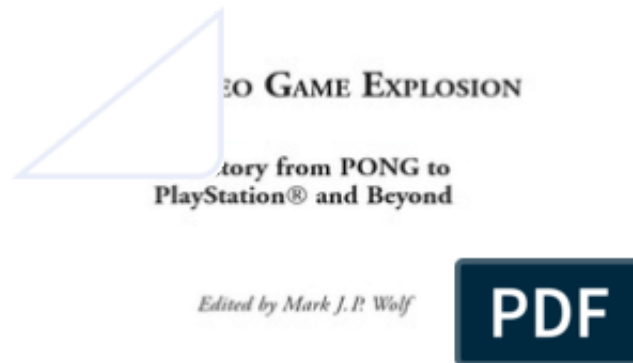 EO GAME EXPLOSION
tory from PONG to
PlayStation® and Beyond
Edited by Mark J. P. Wolf
PDF